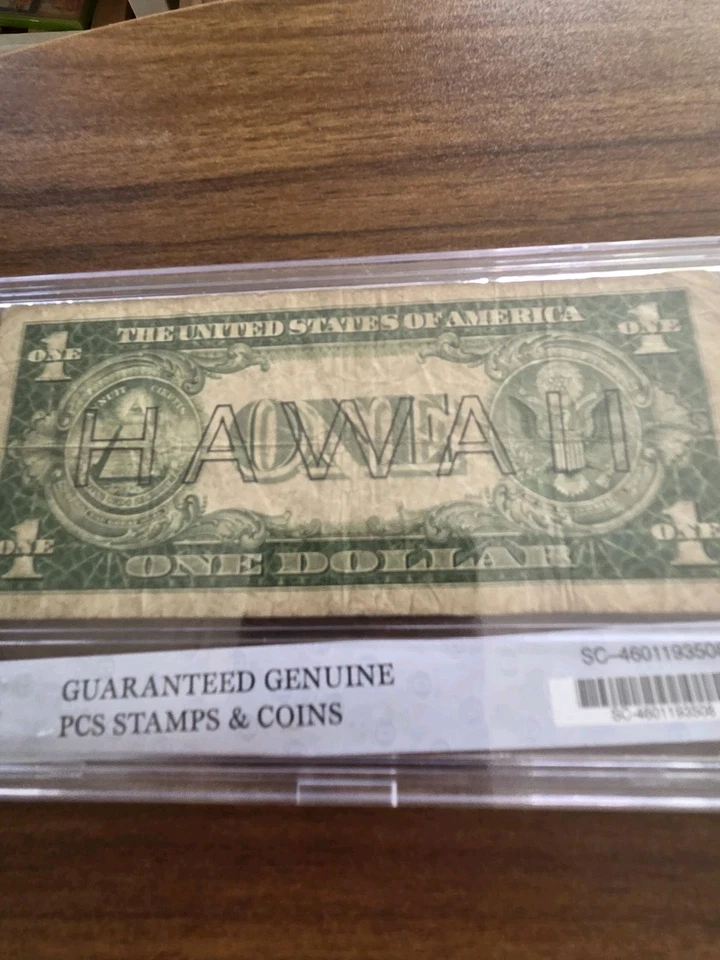 THE UNITED STATES OF AMERICA
ONE ONE
HAWAII
ONE
ONE ONE
ONE DOLLAR
GUARANTEED GENUINE
PCS STAMPS & COINS
SC-4601193508
SC-4601193508